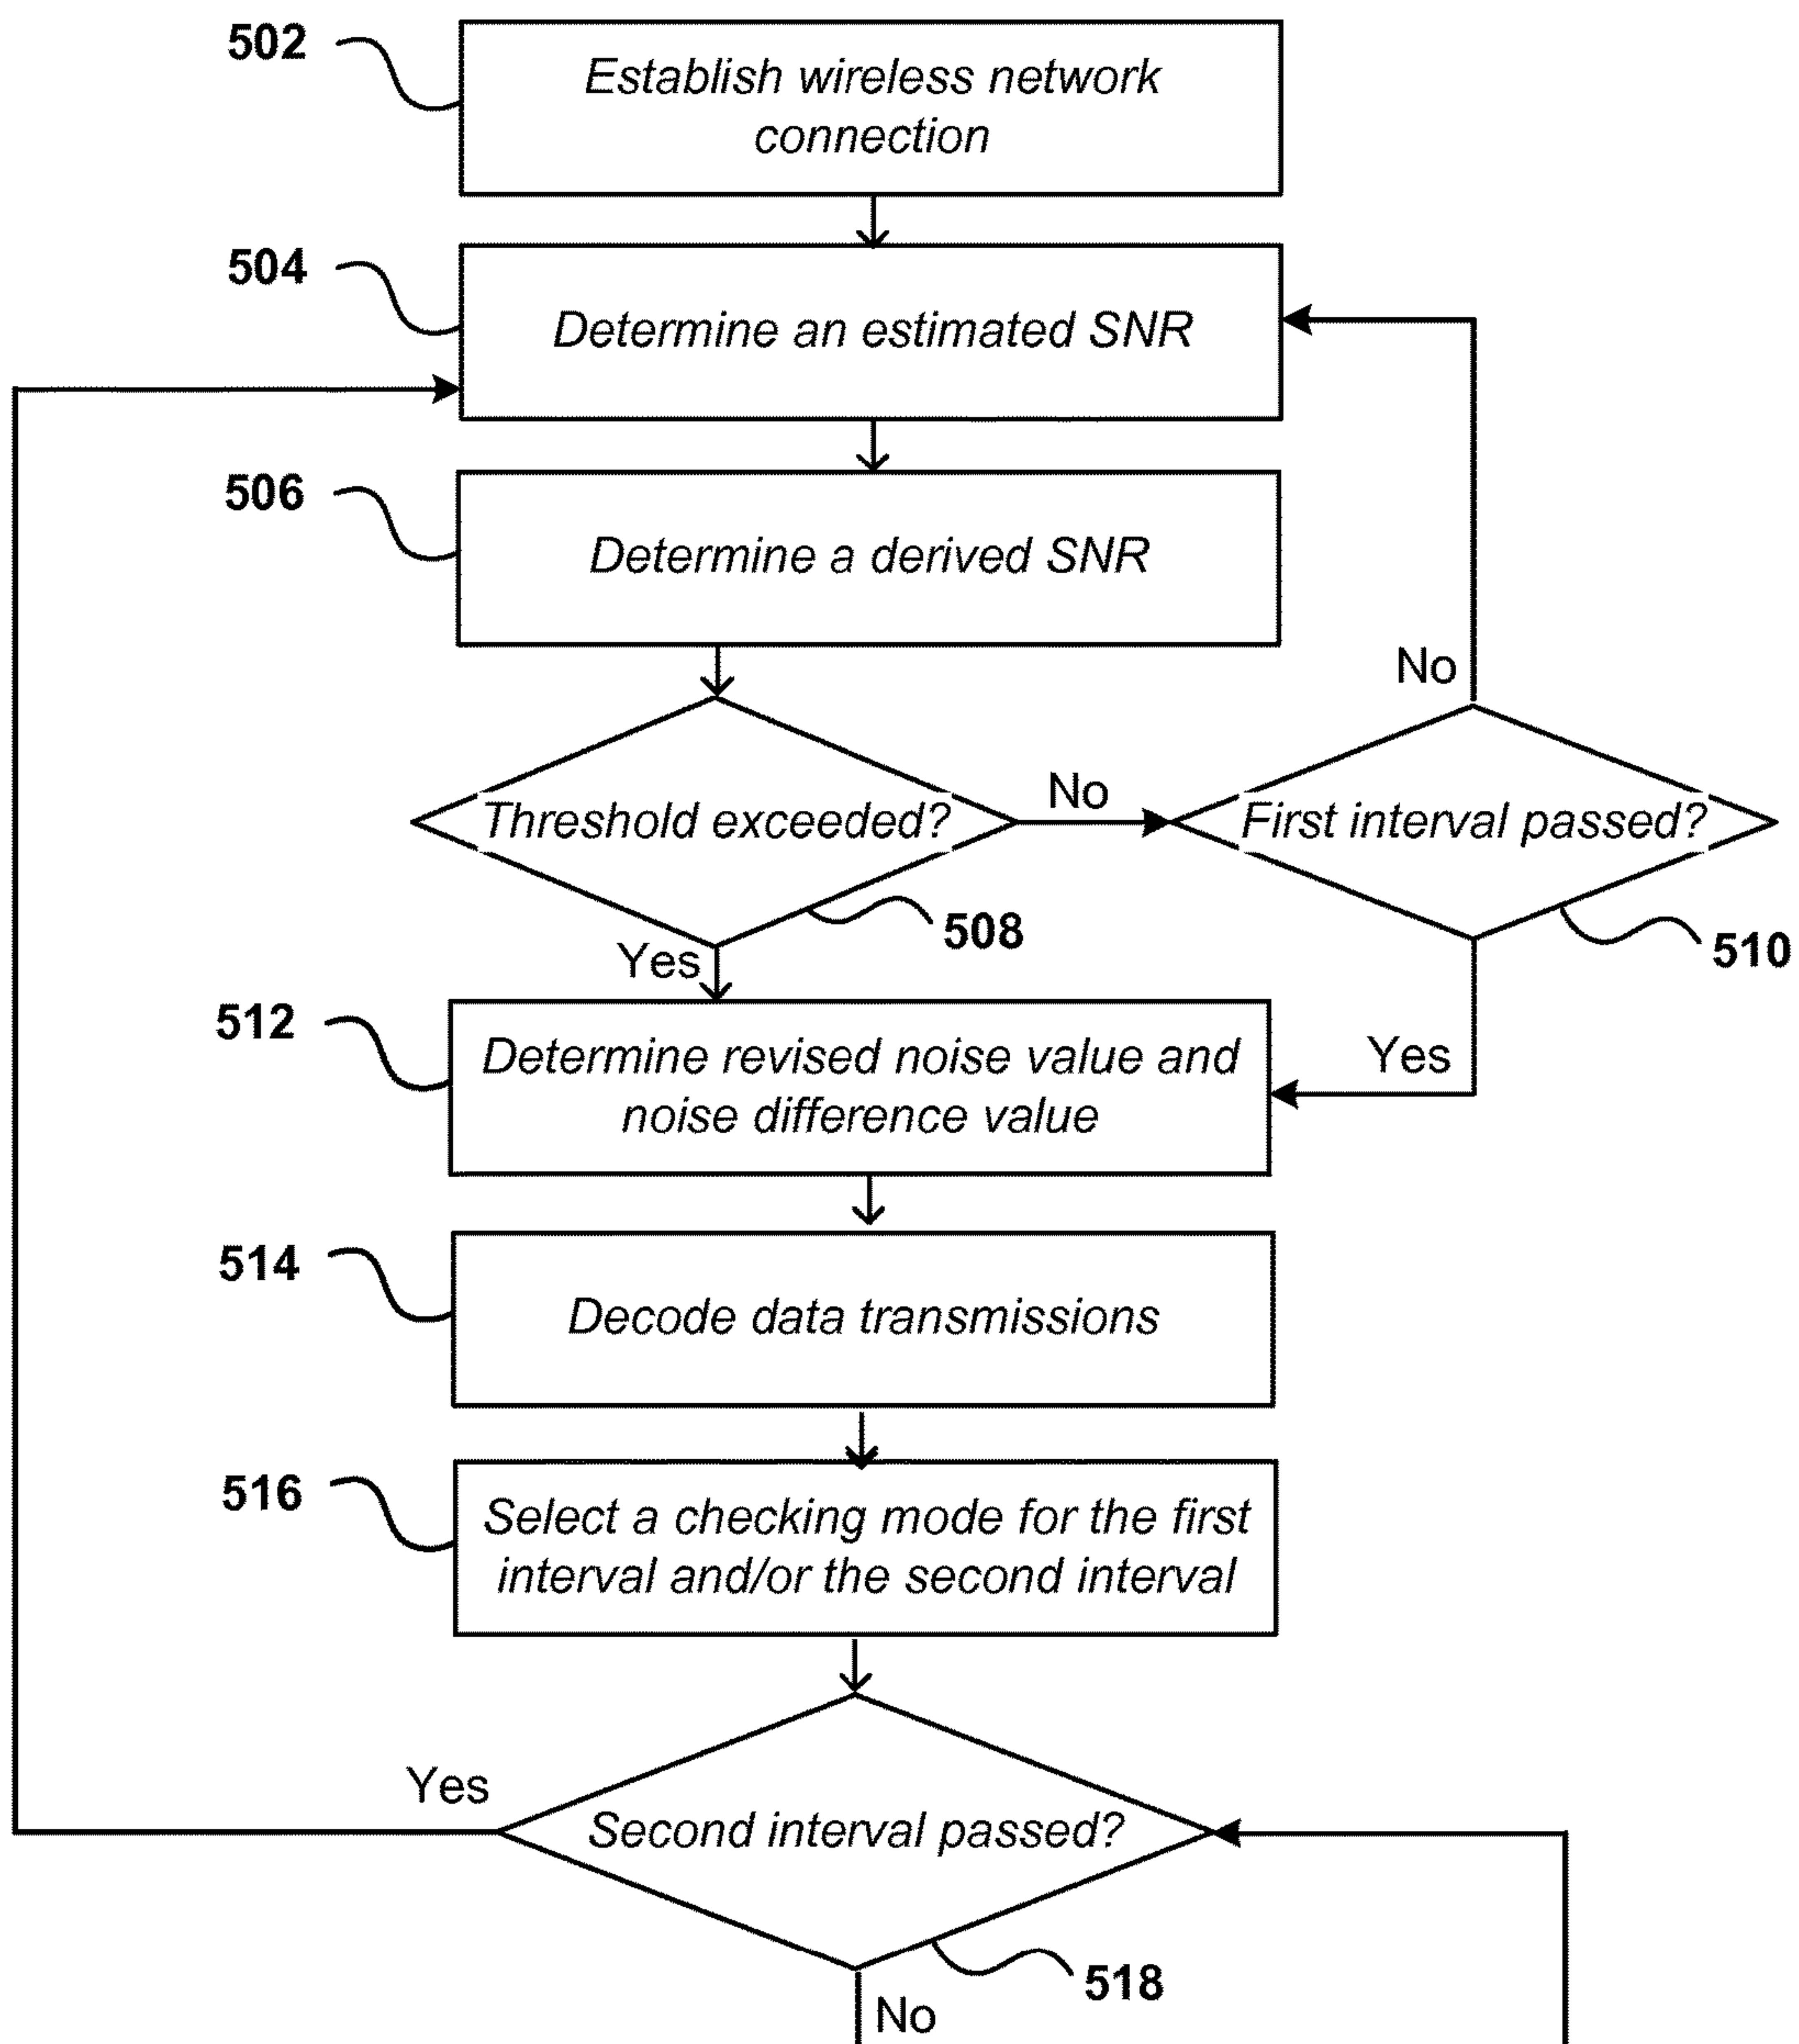 502
Establish wireless network
connection
504
Determine an estimated SNR
506
Determine a derived SNR
No
Threshold exceeded?
No
First interval passed?
508
510
Yes
512
Determine revised noise value and
noise difference value
Yes
514
Decode data transmissions
516
Select a checking mode for the first
interval and/or the second interval
Yes
Second interval passed?
518
No